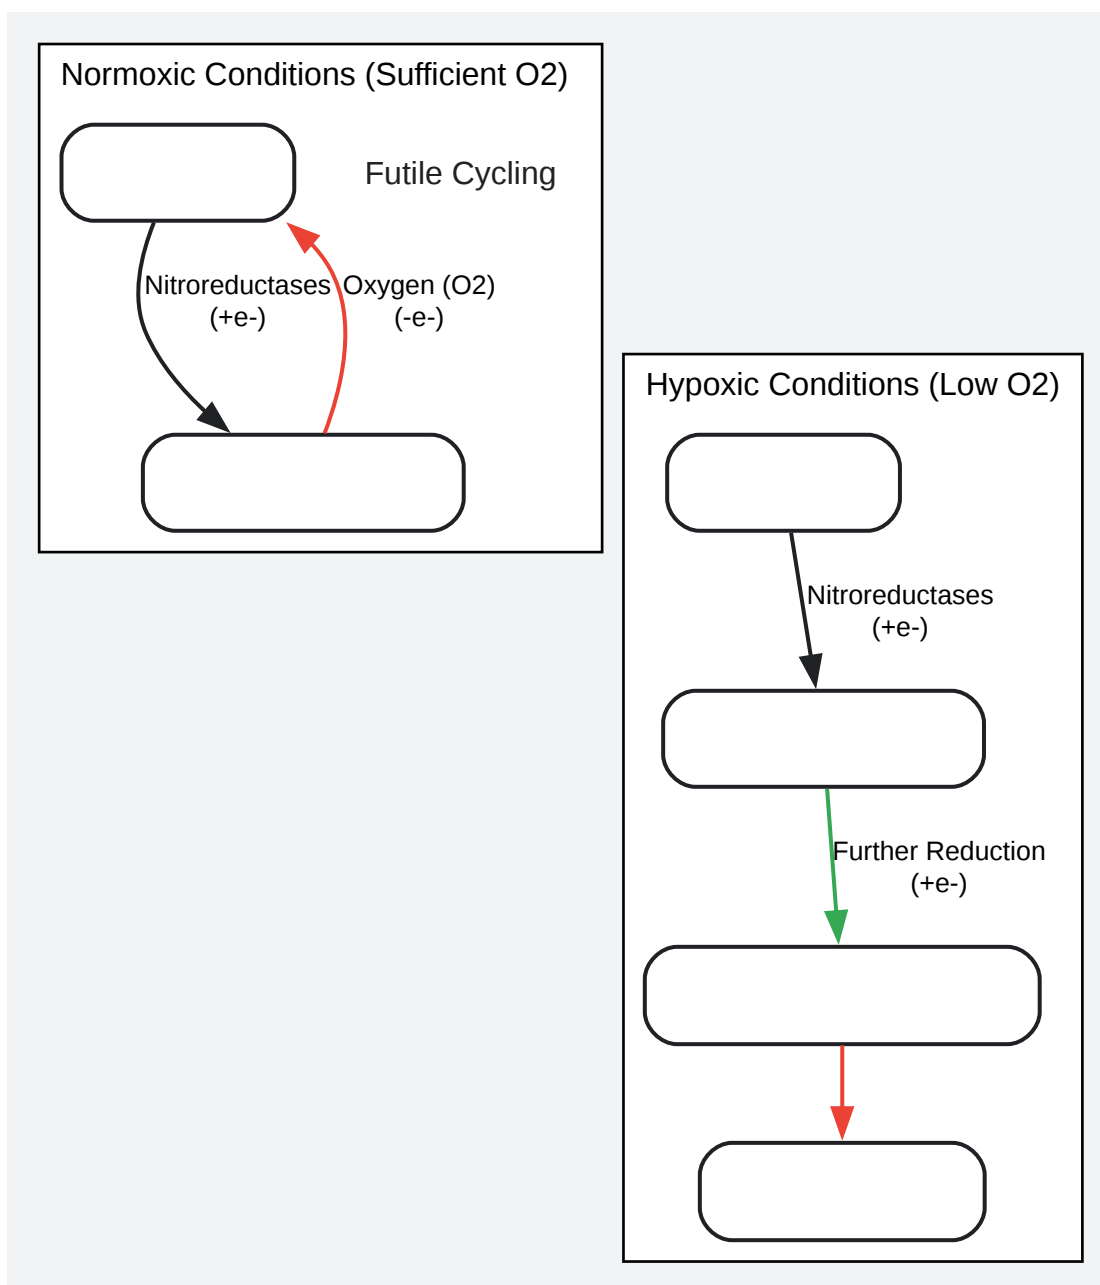 Normoxic Conditions (Sufficient O2)
Futile Cycling
Nitroreductases
(+e-)
Oxygen (O2)
(-e-)
Hypoxic Conditions (Low O2)
Nitroreductases
(+e-)
Further Reduction
(+e-)